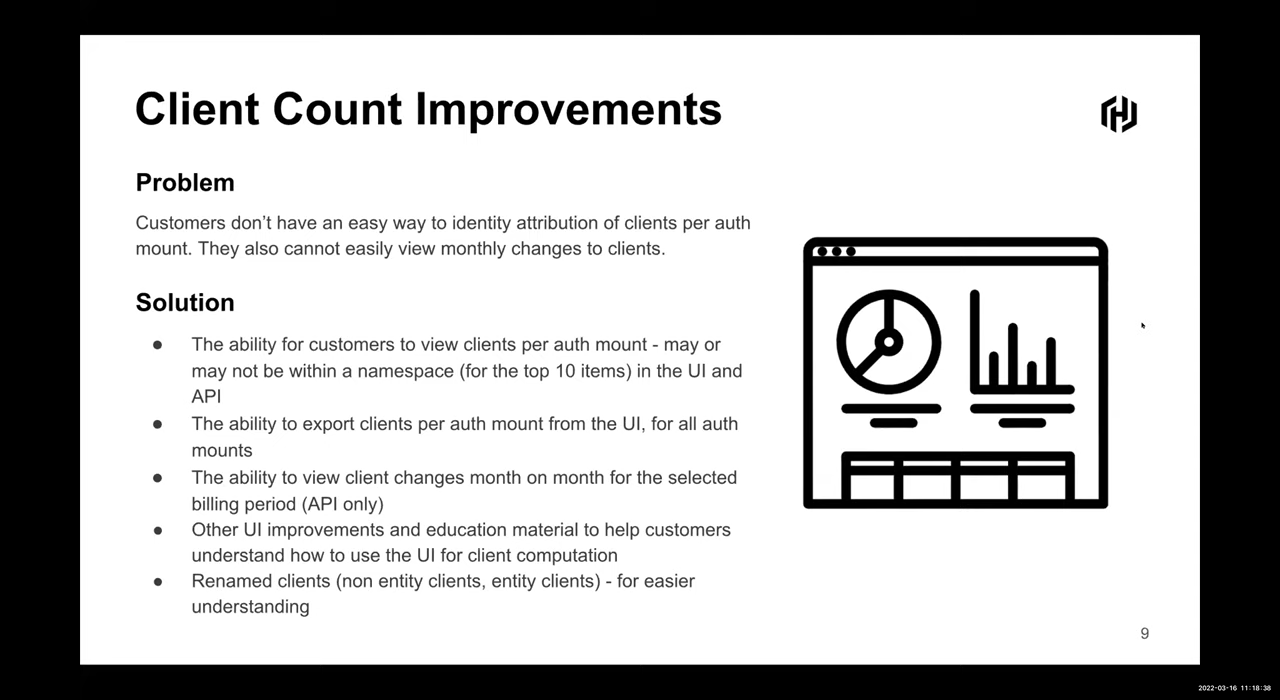 Client Count Improvements
Problem
Customers don't have an easy way to identity attribution of clients per auth
mount. They also cannot easily view monthly changes to clients.
Solution
● The ability for customers to view clients per auth mount - may or
may not be within a namespace (for the top 10 items) in the UI and
API
● The ability to export clients per auth mount from the UI, for all auth
mounts
● The ability to view client changes month on month for the selected
billing period (API only)
● Other UI improvements and education material to help customers
understand how to use the UI for client computation
● Renamed clients (non entity clients, entity clients) - for easier
understanding
9
2022-03-16 11:18:38